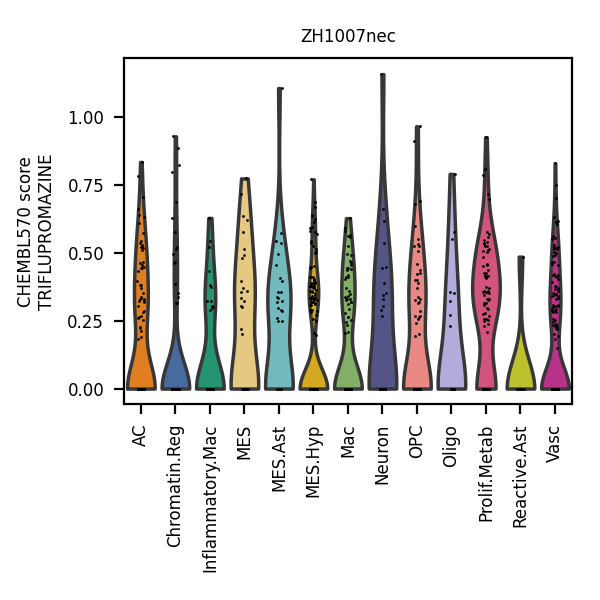 ZH1007nec
CHEMBL570 score
TRIFLUPROMAZINE
1.00
0.75
0.50
0.25
0.00
AC
Chromatin.Reg
Inflammatory.Mac
MES
MES.Ast
MES.Hyp
Mac
Neuron
OPC
Oligo
Prolif.Metab
Reactive.Ast
Vasc